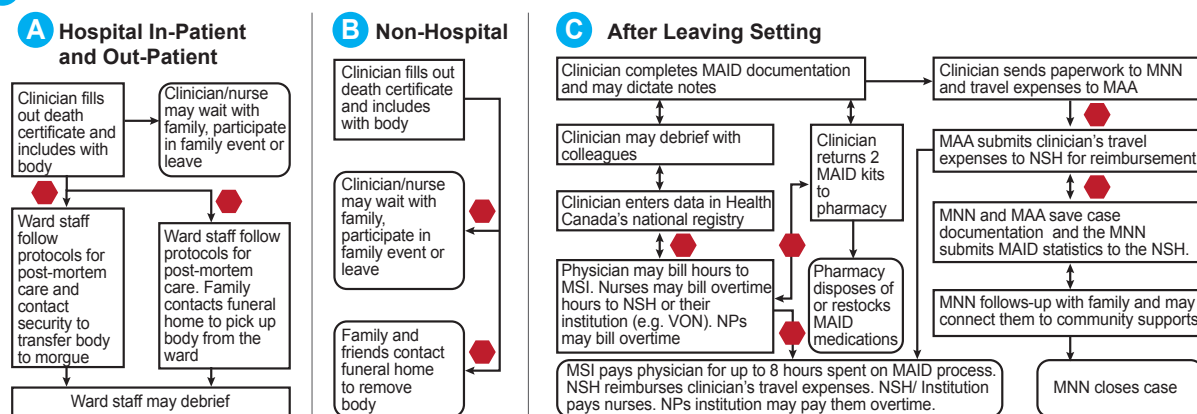 A Hospital In-Patient
and Out-Patient
Clinician fills
out death
certificate and
includes with
body
Clinician/nurse
may wait with
family, participate
in family event or
leave
Ward staff
follow
protocols for
post-mortem
care and
contact
security to
transfer body
to morgue
Ward staff follow
protocols for
post-mortem
care. Family
contacts funeral
home to pick up
body from the
ward
Ward staff may debrief
B Non-Hospital
Clinician fills out
death certificate
and includes
with body
Clinician/nurse
may wait with
family,
participate in
family event or
leave
Family and
friends contact
funeral home
to remove
body
C After Leaving Setting
Clinician completes MAID documentation
and may dictate notes
Clinician may debrief with
colleagues
Clinician enters data in Health
Canada's national registry
Physician may bill hours to
MSI. Nurses may bill overtime
hours to NSH or their
institution (e.g. VON). NPs
may bill overtime
Clinician
returns 2
MAID kits
to
pharmacy
Pharmacy
disposes of
or restocks
MAID
medications
Clinician sends paperwork to MNN
and travel expenses to MAA
MAA submits clinician's travel
expenses to NSH for reimbursement
MNN and MAA save case
documentation and the MNN
submits MAID statistics to the NSH.
MNN follows-up with family and may
connect them to community supports
MSI pays physician for up to 8 hours spent on MAID process.
NSH reimburses clinician's travel expenses. NSH/ Institution
pays nurses. NPs institution may pay them overtime.
MNN closes case